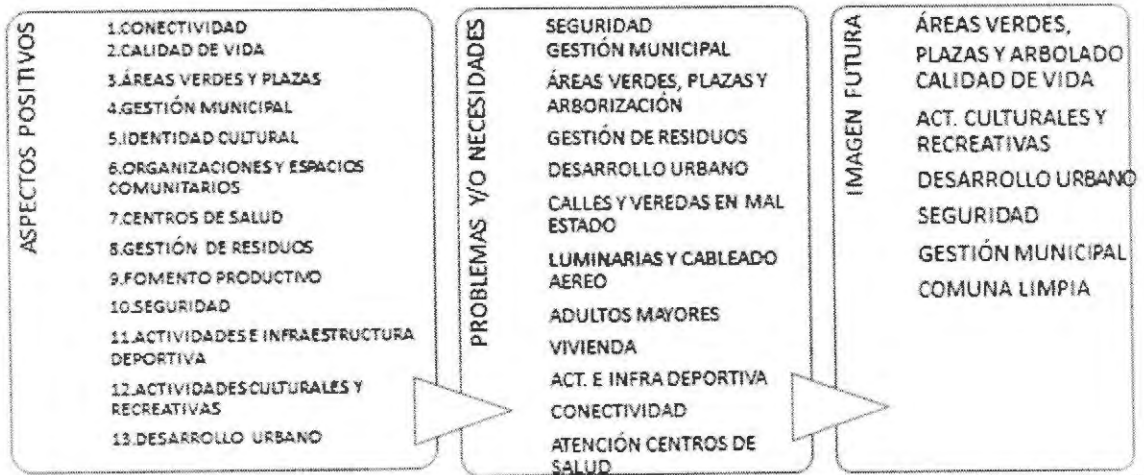 ASPECTOS POSITIVOS
1.CONECTIVIDAD
2.CALIDAD DE VIDA
3.ÁREAS VERDES Y PLAZAS
4.GESTIÓN MUNICIPAL
5.IDENTIDAD CULTURAL
6.ORGANIZACIONES Y ESPACIOS
COMUNITARIOS
7.CENTROS DE SALUD
8.GESTIÓN DE RESIDUOS
9.FOMENTO PRODUCTIVO
10.SEGURIDAD
11.ACTIVIDADES E INFRAESTRUCTURA
DEPORTIVA
12.ACTIVIDADES CULTURALES Y
RECREATIVAS
13.DESARROLLO URBANO
PROBLEMAS Y/O NECESIDADES
SEGURIDAD
GESTIÓN MUNICIPAL
ÁREAS VERDES, PLAZAS Y
ARBORIZACIÓN
GESTIÓN DE RESIDUOS
DESARROLLO URBANO
CALLES Y VEREDAS EN MAL
ESTADO
LUMINARIAS Y CABLEADO
AEREO
ADULTOS MAYORES
VIVIENDA
ACT. E INFRA DEPORTIVA
CONECTIVIDAD
ATENCIÓN CENTROS DE
SALUD
IMAGEN FUTURA
ÁREAS VERDES,
PLAZAS Y ARBOLADO
CALIDAD DE VIDA
ACT. CULTURALES Y
RECREATIVAS
DESARROLLO URBANO
SEGURIDAD
GESTIÓN MUNICIPAL
COMUNA LIMPIA